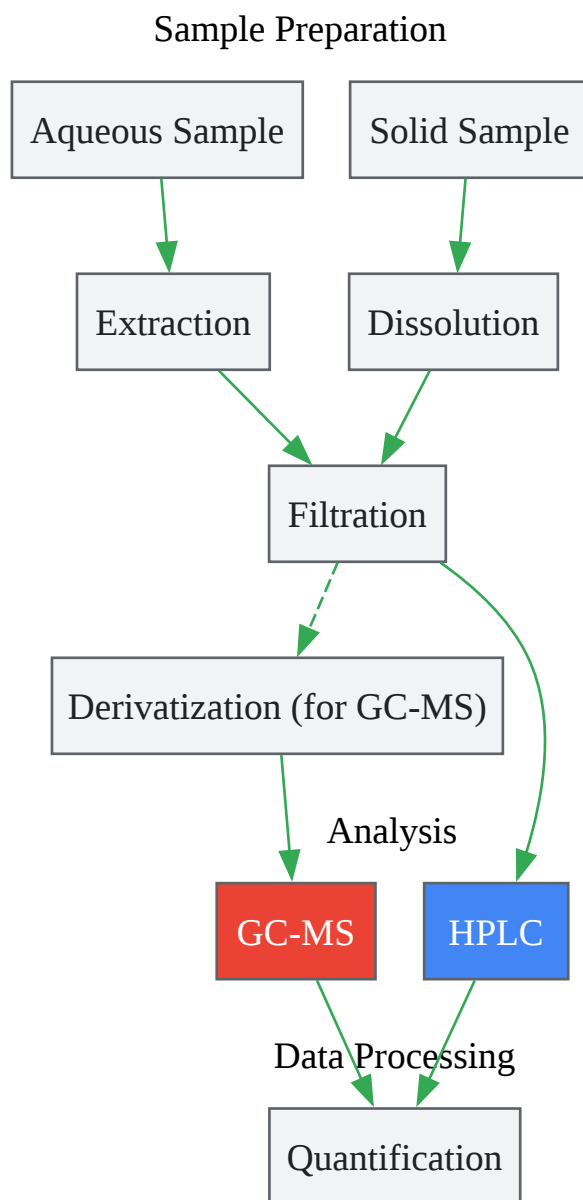 Sample Preparation
Aqueous Sample
Solid Sample
Extraction
Dissolution
Filtration
Derivatization (for GC-MS)
Analysis
GC-MS
HPLC
Data Processing
Quantification